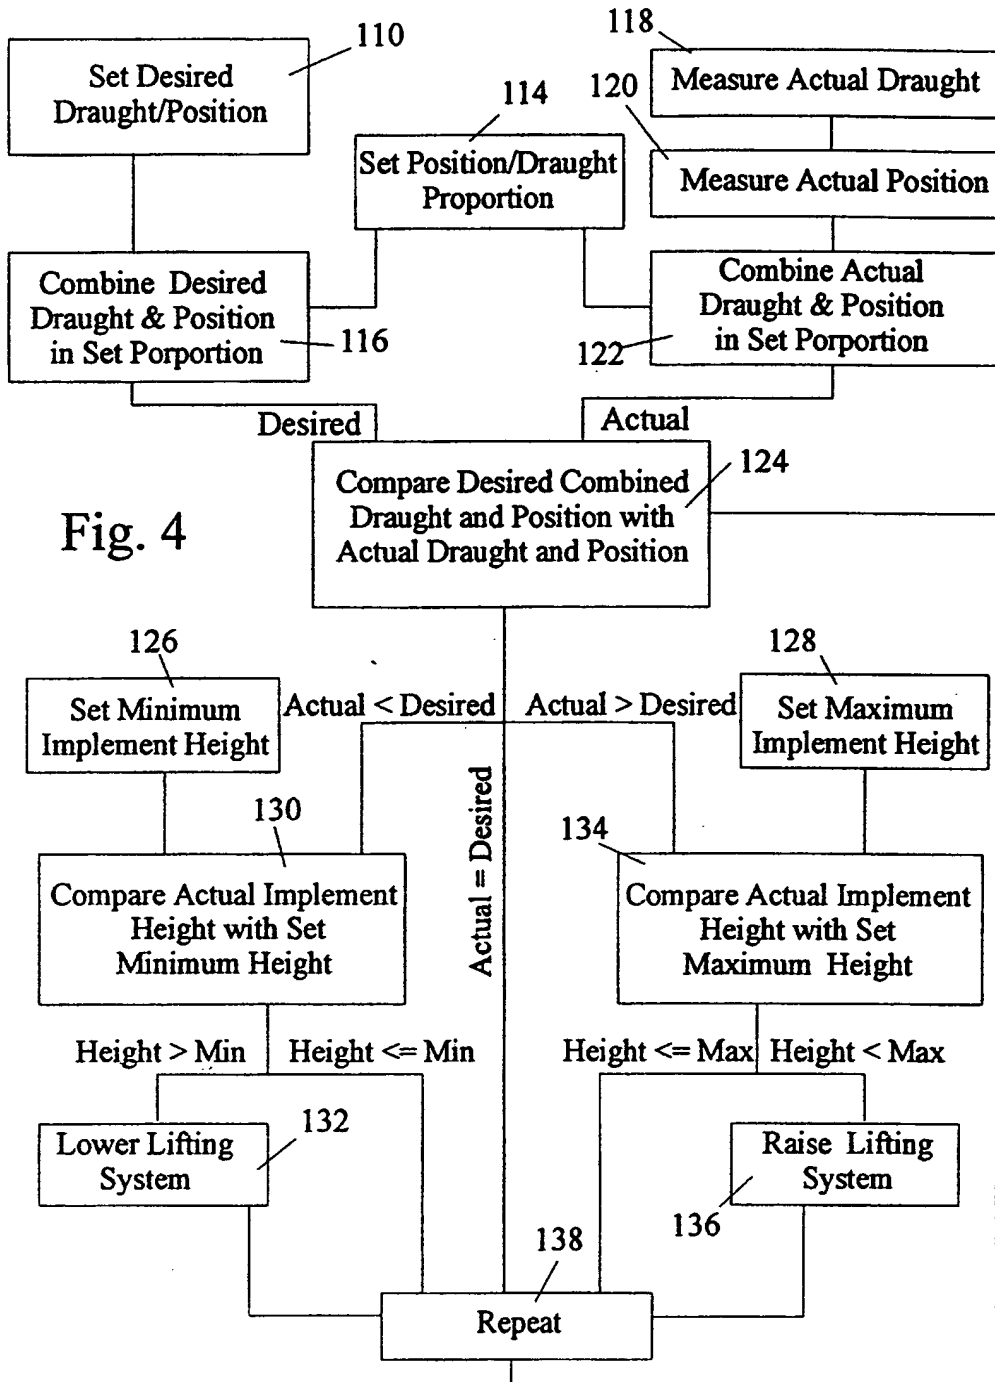 110
Set Desired
Draught/Position
114
Set Position/Draught
Proportion
118
Measure Actual Draught
120
Measure Actual Position
Combine Desired
Draught & Position
in Set Porportion
116
Combine Actual
Draught & Position
in Set Porportion
122
Desired
Actual
Compare Desired Combined
Draught and Position with
Actual Draught and Position
124
Fig. 4
126
Set Minimum
Implement Height
Actual < Desired
Actual > Desired
128
Set Maximum
Implement Height
Actual = Desired
130
Compare Actual Implement
Height with Set
Minimum Height
134
Compare Actual Implement
Height with Set
Maximum Height
Height > Min
Height <= Min
Height <= Max
Height < Max
Lower Lifting
System
132
Raise Lifting
System
136
138
Repeat